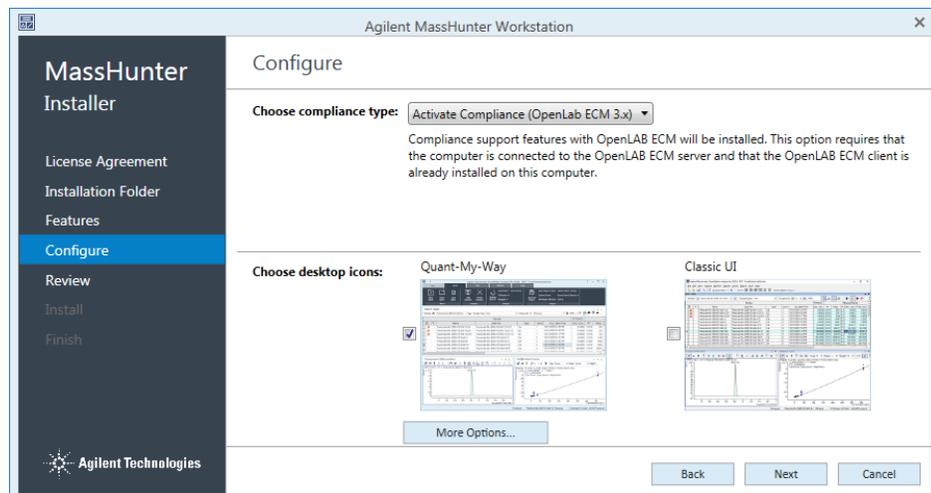 Agilent MassHunter Workstation
MassHunter
Installer
License Agreement
Installation Folder
Features
Configure
Review
Install
Finish
Agilent Technologies
Configure
Choose compliance type:
Activate Compliance (OpenLab ECM 3.x)
Compliance support features with OpenLAB ECM will be installed. This option requires that
the computer is connected to the OpenLAB ECM server and that the OpenLAB ECM client is
already installed on this computer.
Choose desktop icons:
Quant-My-Way
Classic UI
More Options...
Back
Next
Cancel